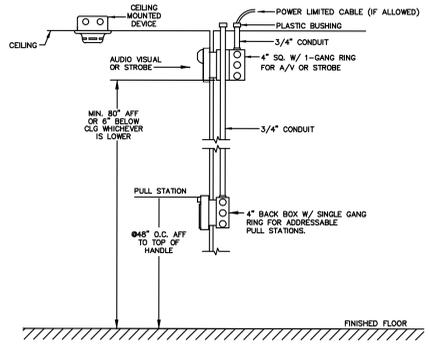 CEILING
MOUNTED
DEVICE
POWER LIMITED CABLE (IF ALLOWED)
PLASTIC BUSHING
CEILING
3/4" CONDUIT
AUDIO VISUAL
OR STROBE
4" SQ. W/ 1-GANG RING
FOR A/V OR STROBE
MIN. 80" AFF
OR 6" BELOW
CLG WHICHEVER
IS LOWER
3/4" CONDUIT
PULL STATION
4" BACK BOX W/ SINGLE GANG
RING FOR ADDRESSABLE
PULL STATIONS.
@48" O.C. AFF
TO TOP OF
HANDLE
FINISHED FLOOR